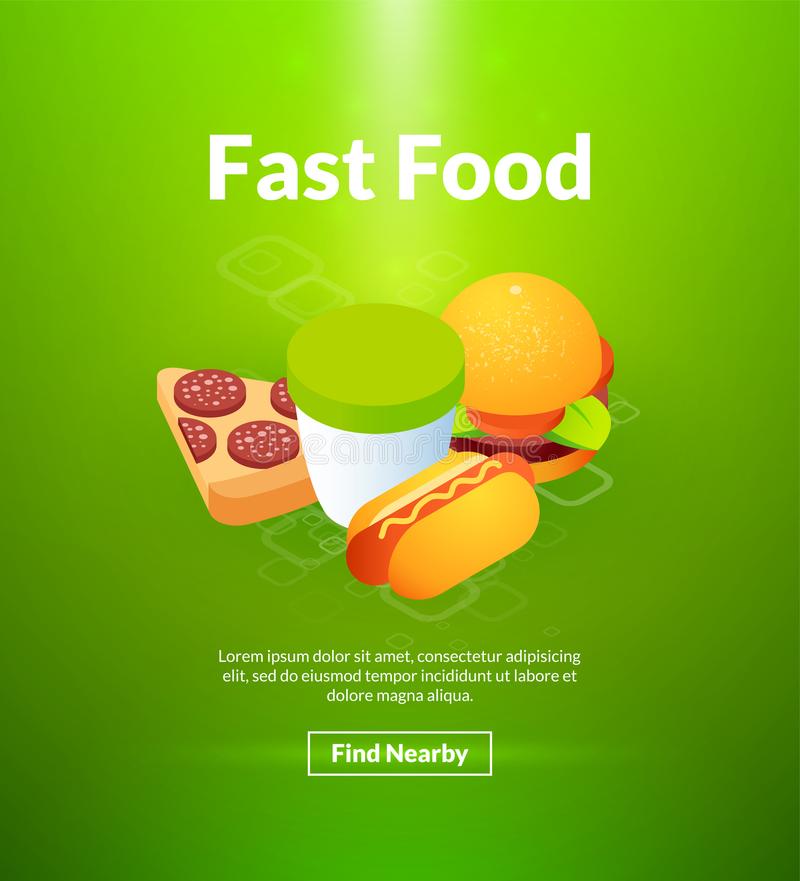 Fast Food
Lorem ipsum dolor sit amet, consectetur adipisicing
elit, sed do eiusmod tempor incididunt ut labore et
dolore magna aliqua.
Find Nearby